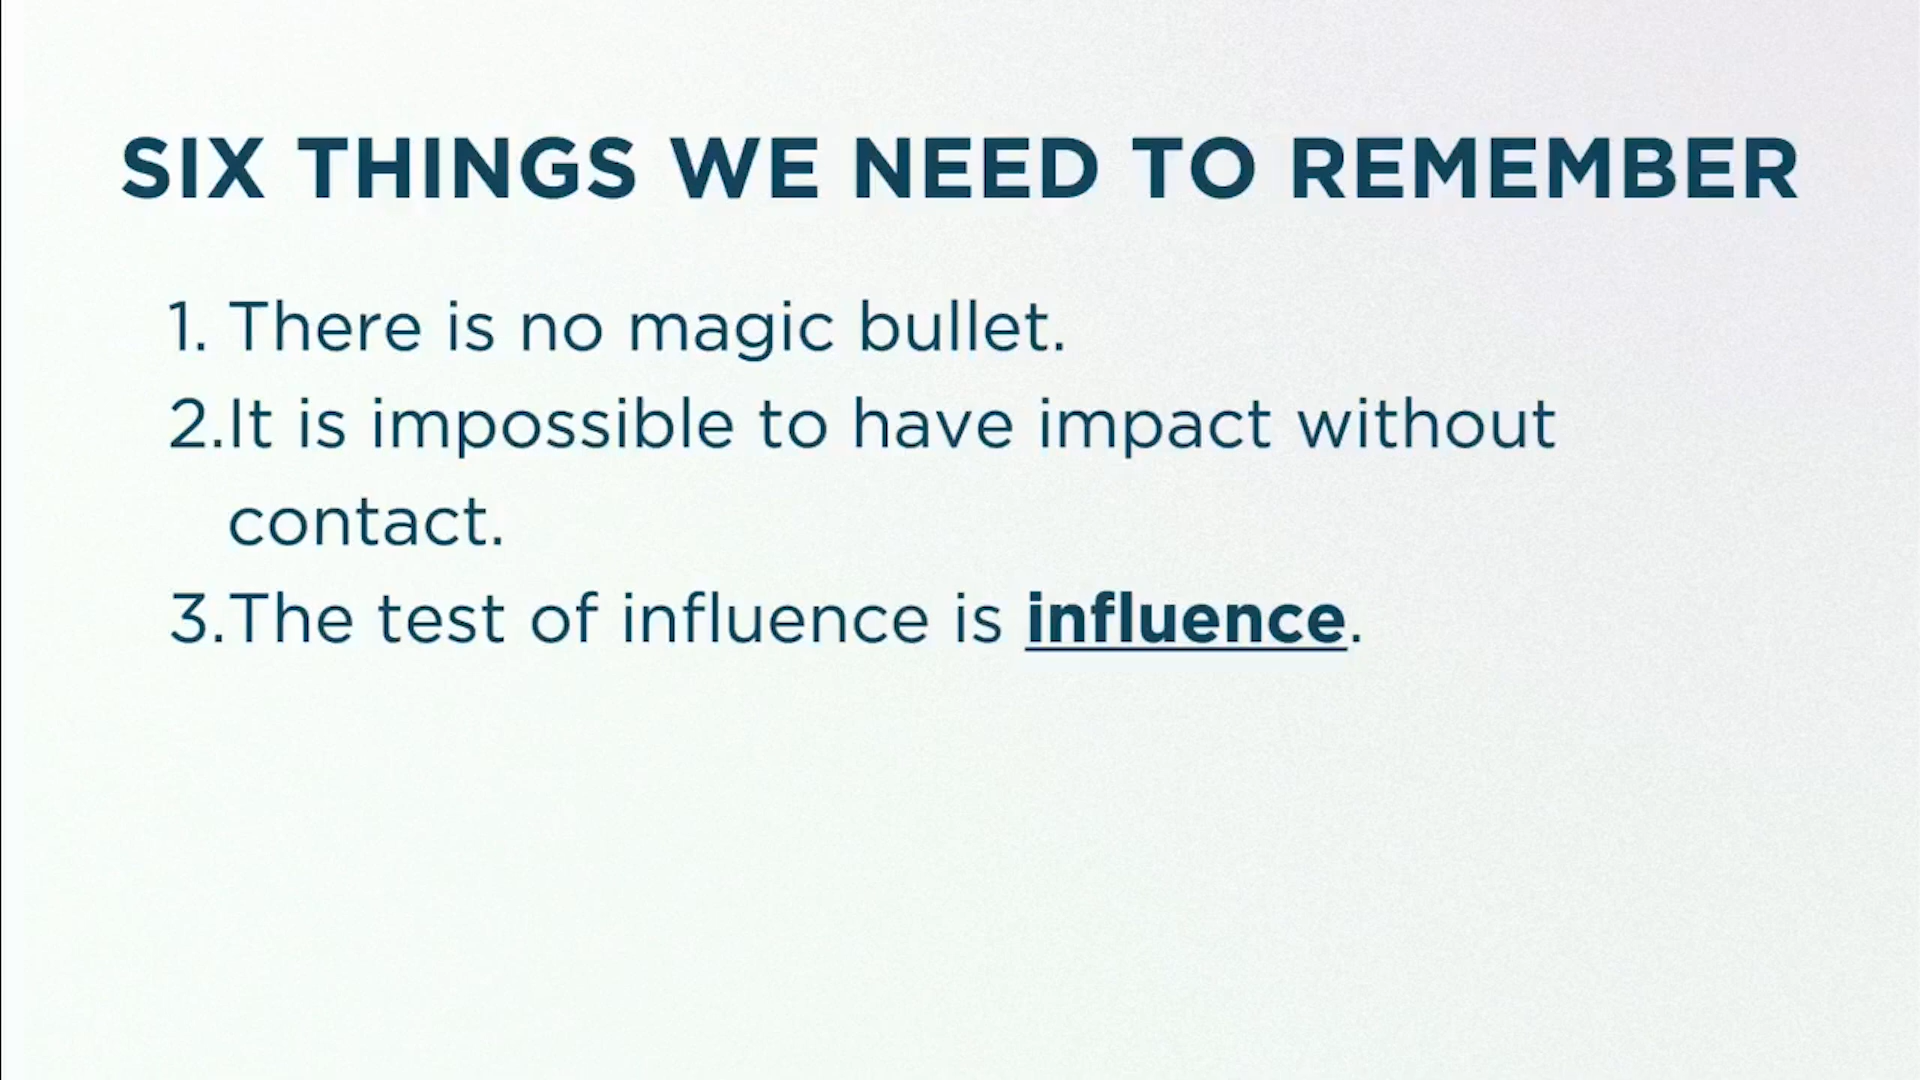 SIX THINGS WE NEED TO REMEMBER
1. There is no magic bullet.
2.It is impossible to have impact without
contact.
3.The test of influence is influence.